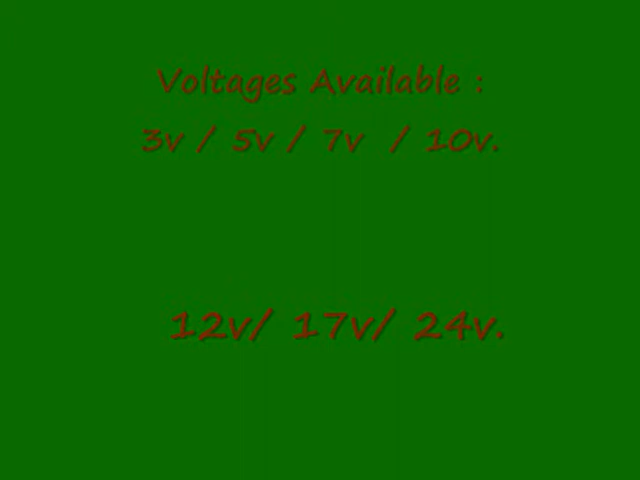 Voltages Available :
3v / 5v / 7v / 10v.
12v/ 17v/ 24v.